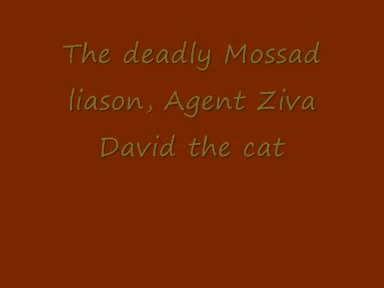 The deadly Mossad
liason, Agent Ziva
David the cat